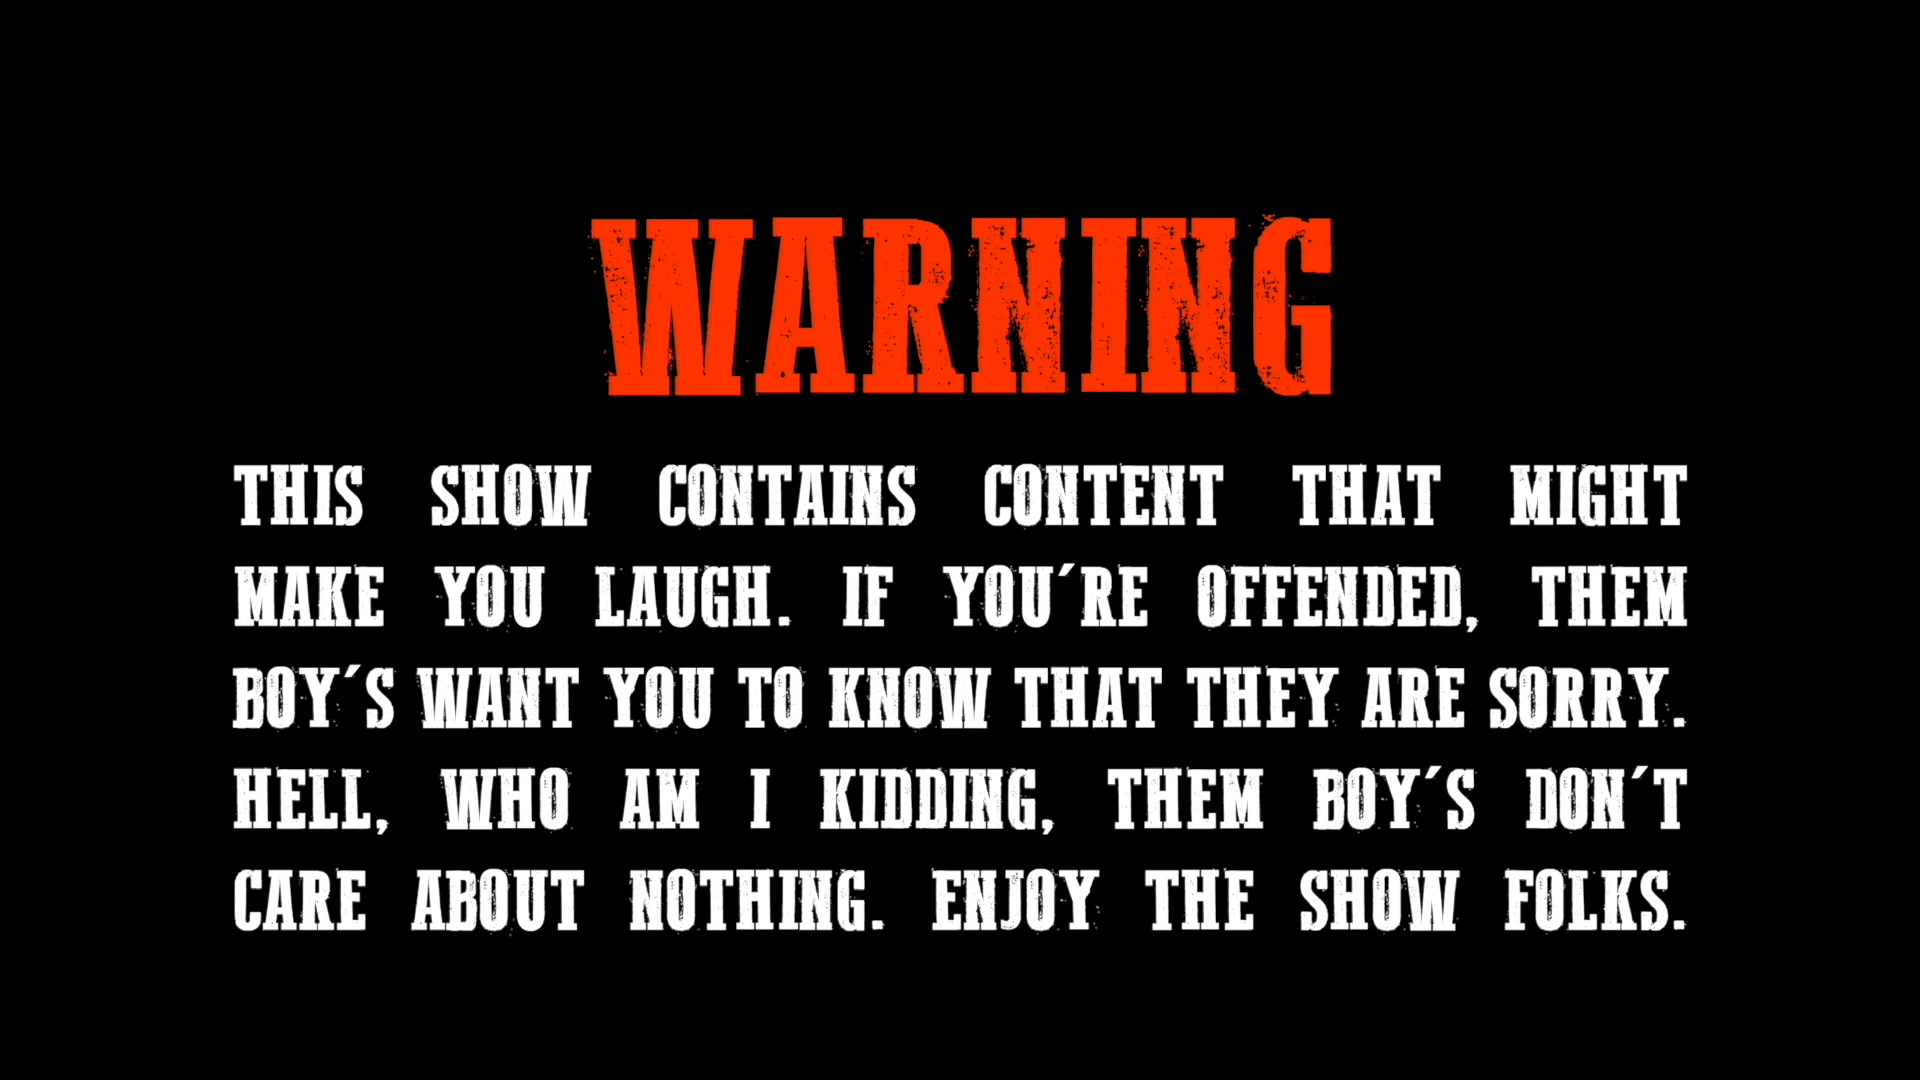 WARNING
THIS SHOW CONTAINS CONTENT THAT MIGHT
MAKE YOU LAUGH. IF YOU´RE OFFENDED, THEM
BOY´S WANT YOU TO KNOW THAT THEY ARE SORRY.
HELL, WHO AM I KIDDING, THEM BOY´S DON´T
CARE ABOUT NOTHING. ENJOY THE SHOW FOLKS.